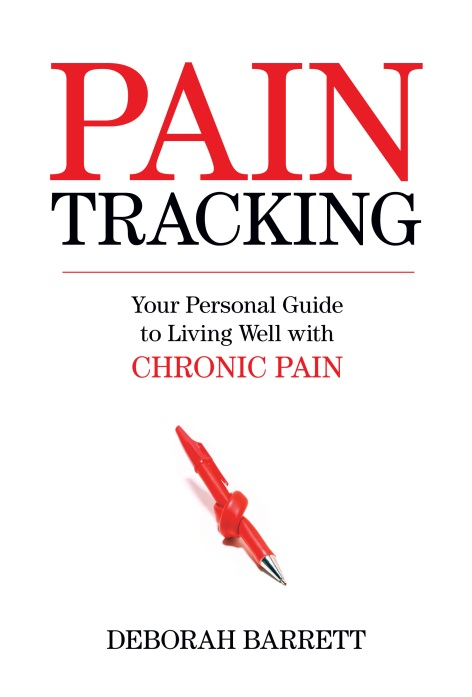 PAIN
TRACKING
Your Personal Guide
to Living Well with
CHRONIC PAIN
DEBORAH BARRETT